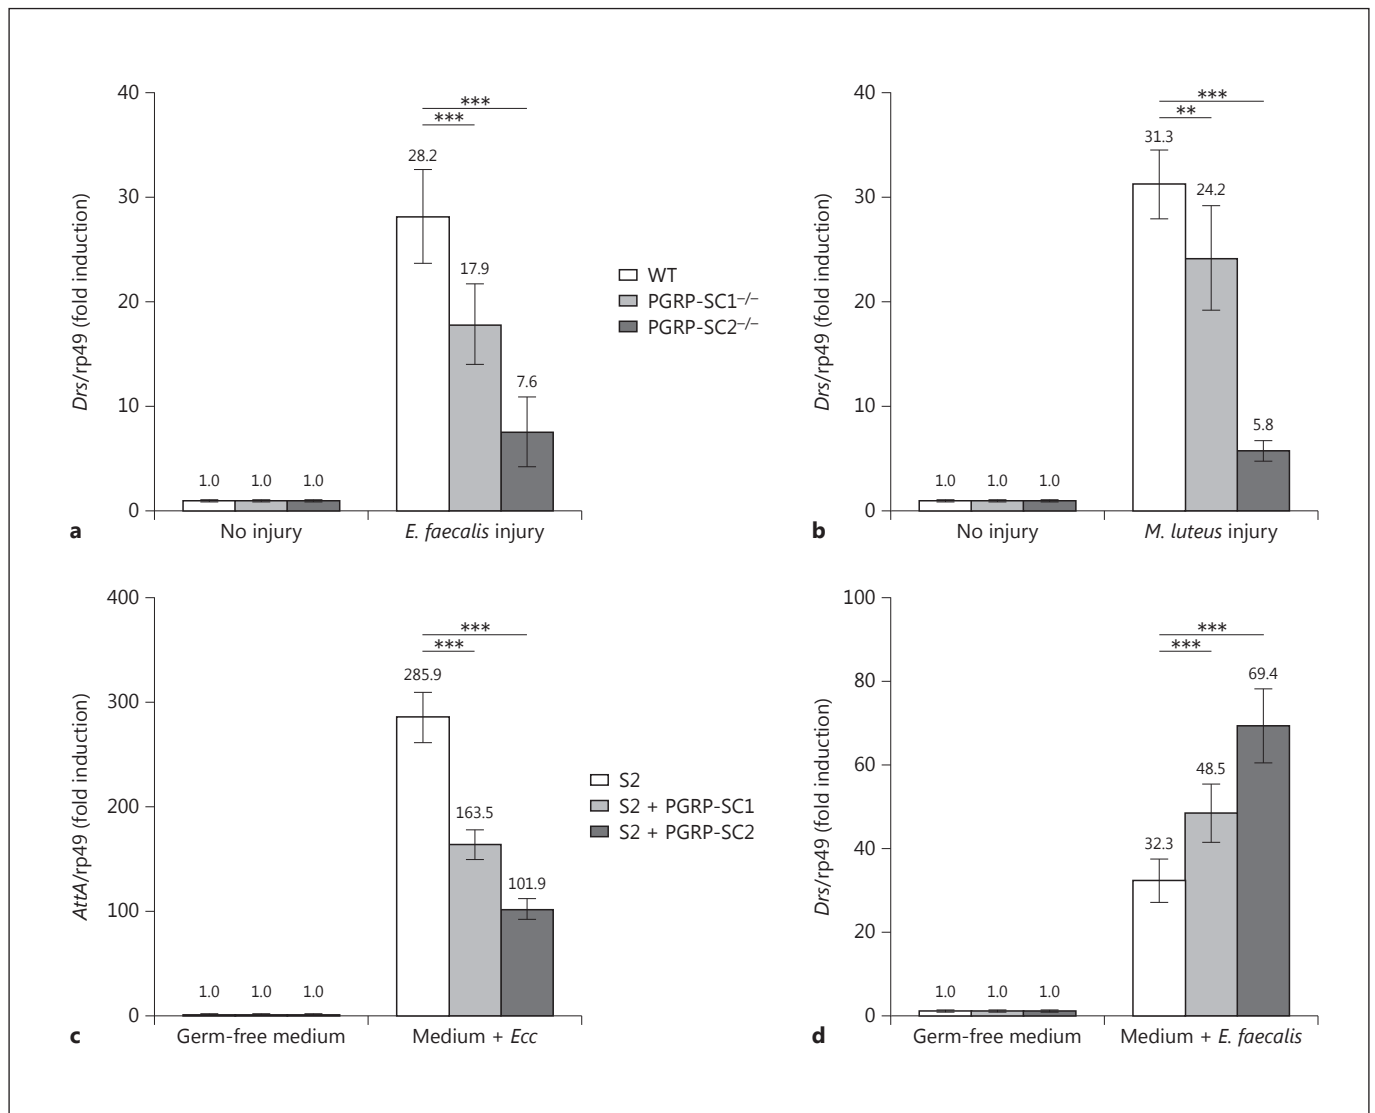 40
30
20
10
0
Drs/rp49 (fold induction)
***
***
28.2
17.9
7.6
1.0 1.0 1.0
No injury
E. faecalis injury
a
WT
PGRP-SC1–/–
PGRP-SC2–/–
40
30
20
10
0
Drs/rp49 (fold induction)
***
**
31.3
24.2
5.8
1.0 1.0 1.0
No injury
M. luteus injury
b
400
300
200
100
0
AttA/rp49 (fold induction)
***
***
285.9
163.5
101.9
1.0 1.0 1.0
Germ-free medium
Medium + Ecc
c
S2
S2 + PGRP-SC1
S2 + PGRP-SC2
100
80
60
40
20
0
Drs/rp49 (fold induction)
***
***
69.4
48.5
32.3
1.0 1.0 1.0
Germ-free medium
Medium + E. faecalis
d